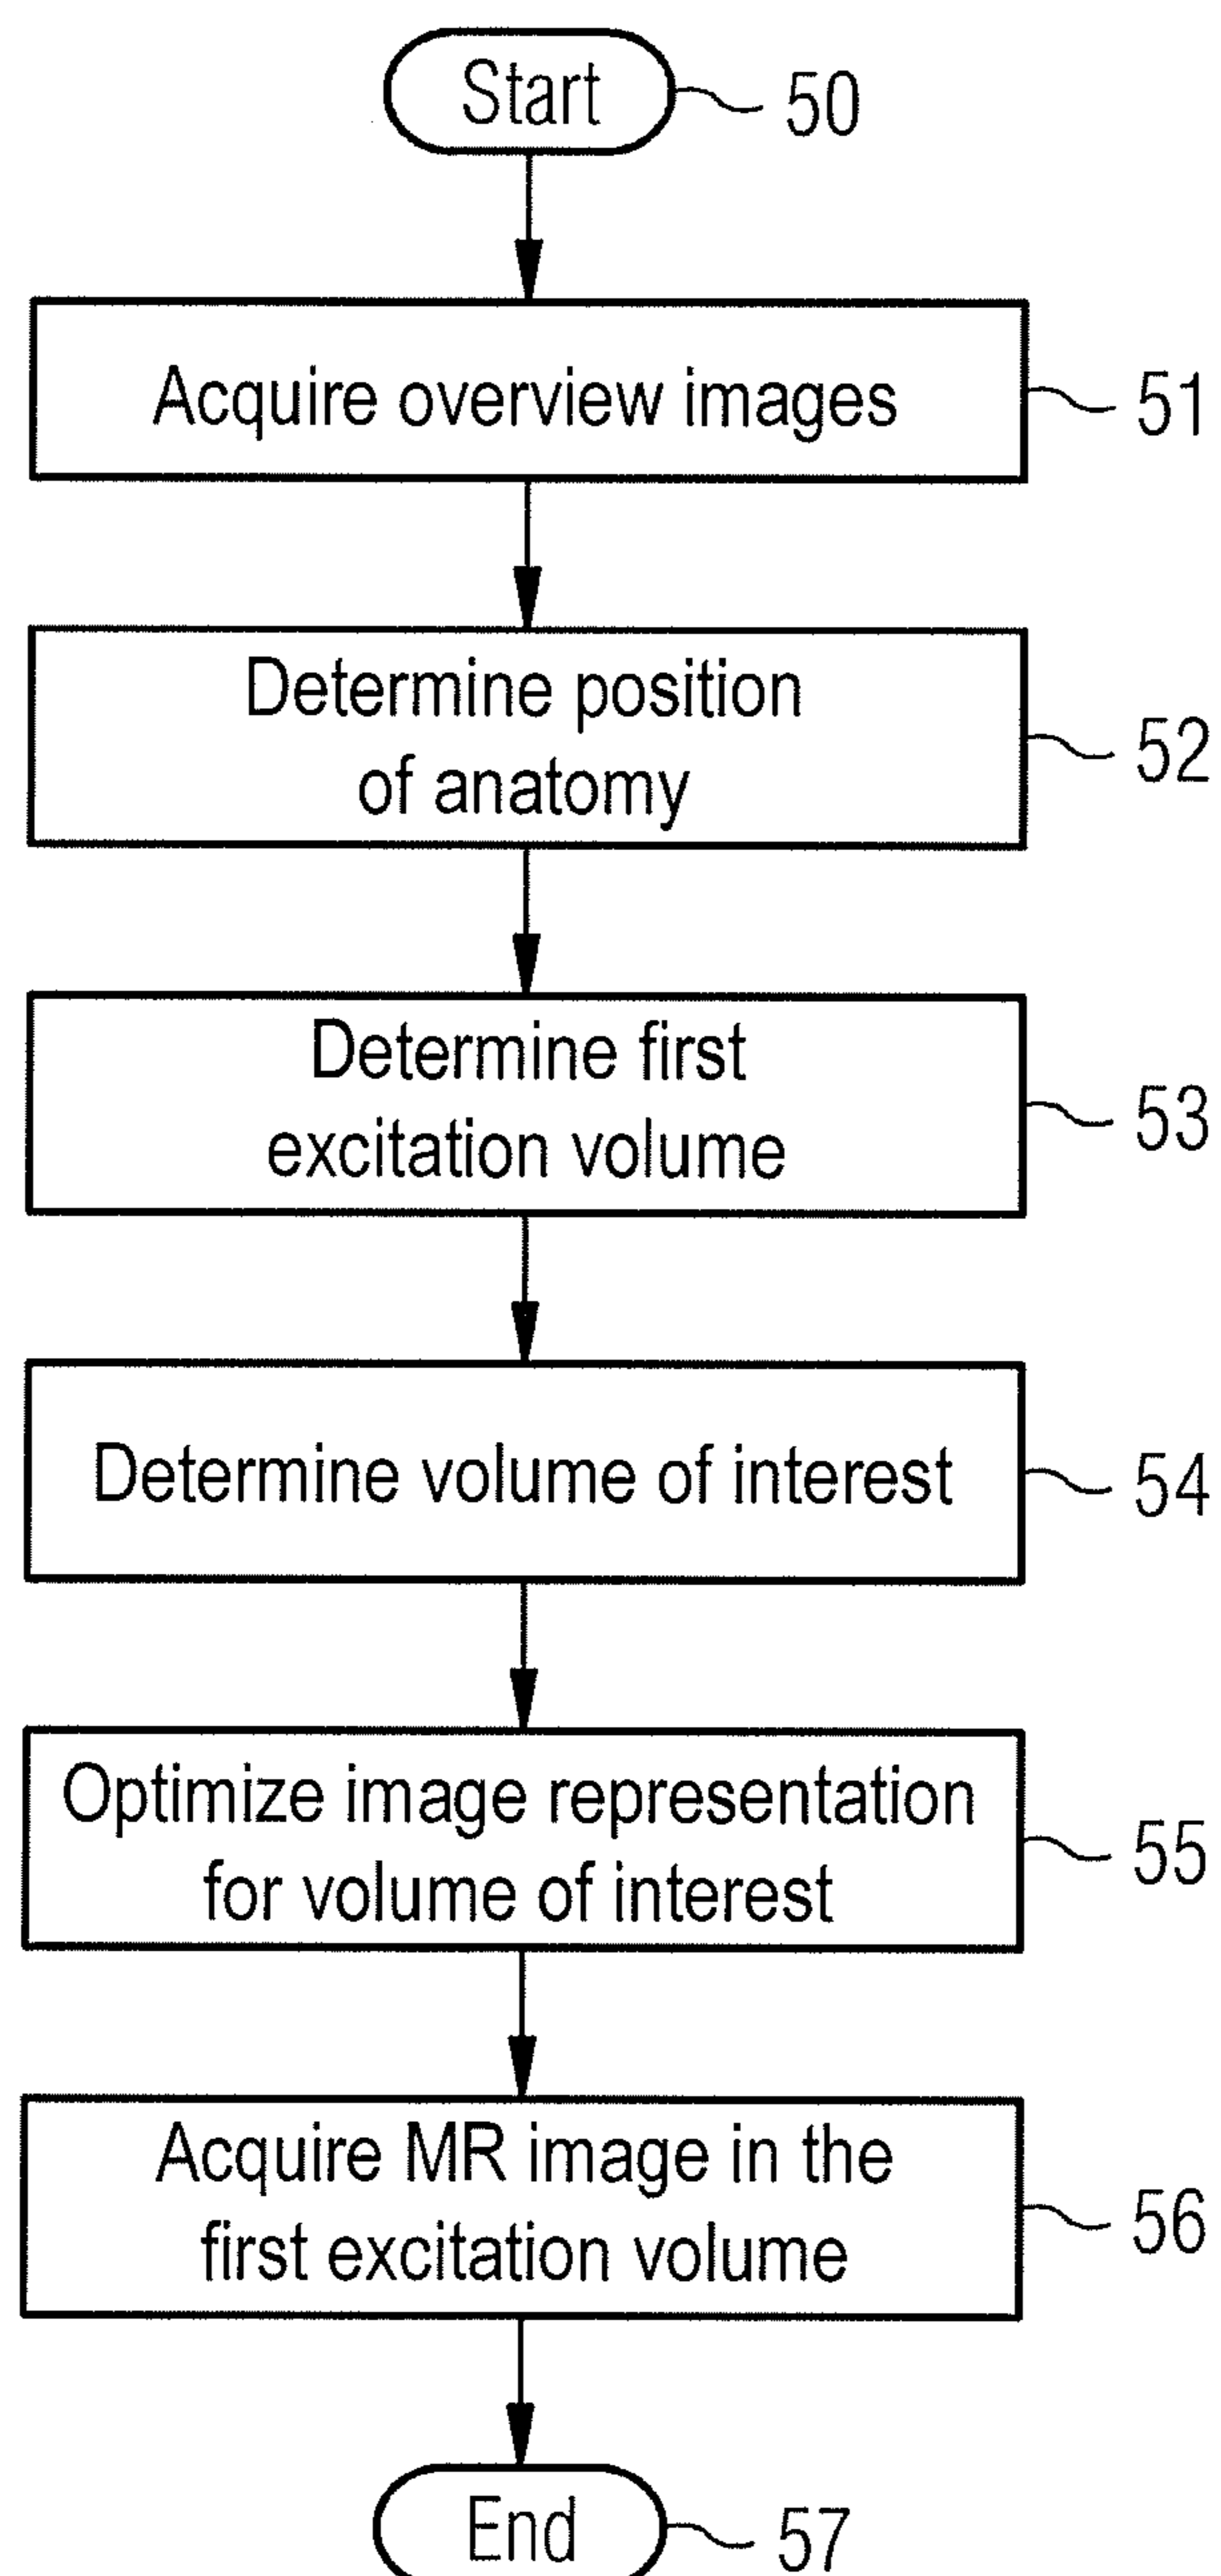 Start
50
Acquire overview images
51
Determine position
of anatomy
52
Determine first
excitation volume
53
Determine volume of interest
54
Optimize image representation
for volume of interest
55
Acquire MR image in the
first excitation volume
56
End
57